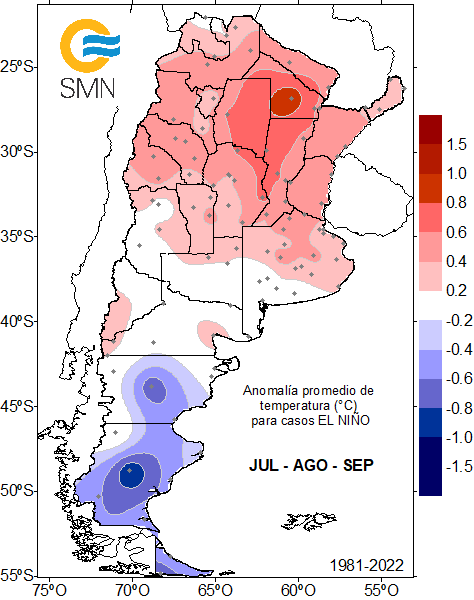 SMN
25°S
30°S
35°S
40°S
45°S
50°S
55°S
1.5
1.0
0.8
0.6
0.4
0.2
-0.2
-0.4
-0.6
-0.8
-1.0
-1.5
Anomalía promedio de
temperatura (°C)
para casos EL NIÑO
JUL - AGO - SEP
1981-2022
75°O 70°O 65°O 60°O 55°O